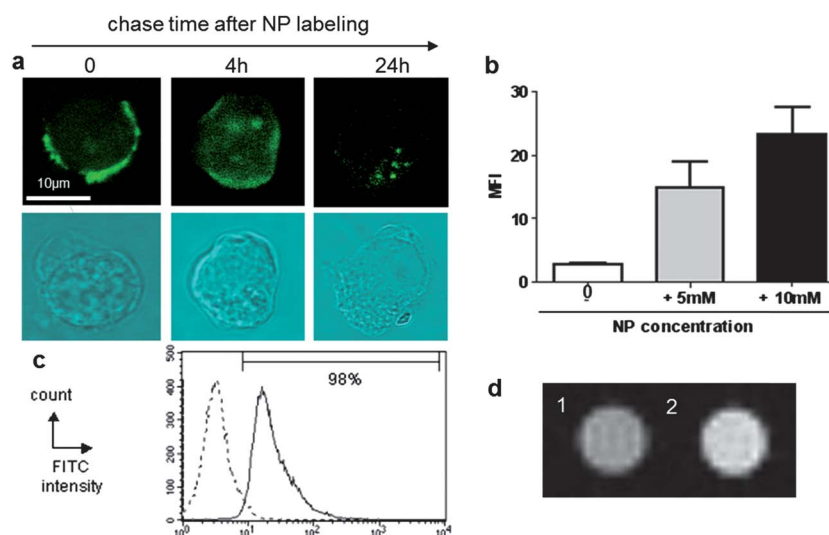 chase time after NP labeling
a
0 4h 24h
10µm
b
30
20
10
0
MFI
0 + 5mM + 10mM
NP concentration
c
count
FITC
intensity
500
400
300
200
100
0
98%
10⁰ 10¹ 10² 10³ 10⁴
d
1 2